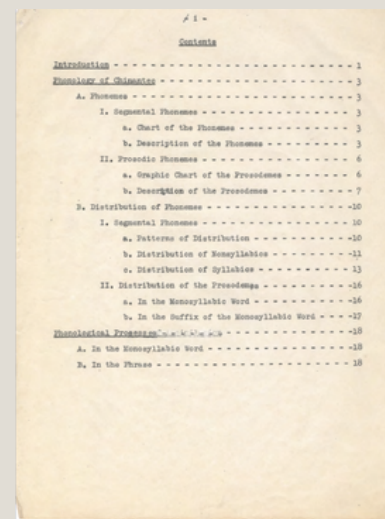 - i -
Contents
Introduction - - - - - - - - - - - - - - - - - - - - - - - - - - - 1
Phonology of Chinantec - - - - - - - - - - - - - - - - - - - - - - 3
A. Phonemes - - - - - - - - - - - - - - - - - - - - - - - - - 3
I. Segmental Phonemes - - - - - - - - - - - - - - - - - - 3
a. Chart of the Phonemes - - - - - - - - - - - - - - 3
b. Description of the Phonemes - - - - - - - - - - - 3
II. Prosodic Phonemes - - - - - - - - - - - - - - - - - - 6
a. Graphic Chart of the Prosodemes - - - - - - - - - 6
b. Description of the Prosodemes - - - - - - - - - - 7
B. Distribution of Phonemes - - - - - - - - - - - - - - - - - -10
I. Segmental Phonemes - - - - - - - - - - - - - - - - - - 10
a. Patterns of Distribution - - - - - - - - - - - - -10
b. Distribution of Nonsyllabics - - - - - - - - - - -11
c. Distribution of Syllabics - - - - - - - - - - - - 13
II. Distribution of the Prosodemes - - - - - - - - - - - -16
a. In the Monosyllabic Word - - - - - - - - - - - - -16
b. In the Suffix of the Monosyllabic Word - - - -17
Phonological Processes - - - - - - - - - - - - -18
A. In the Monosyllabic Word - - - - - - - - - - - - - - - - - -18
B. In the Phrase - - - - - - - - - - - - - - - - - - - - - - - 18